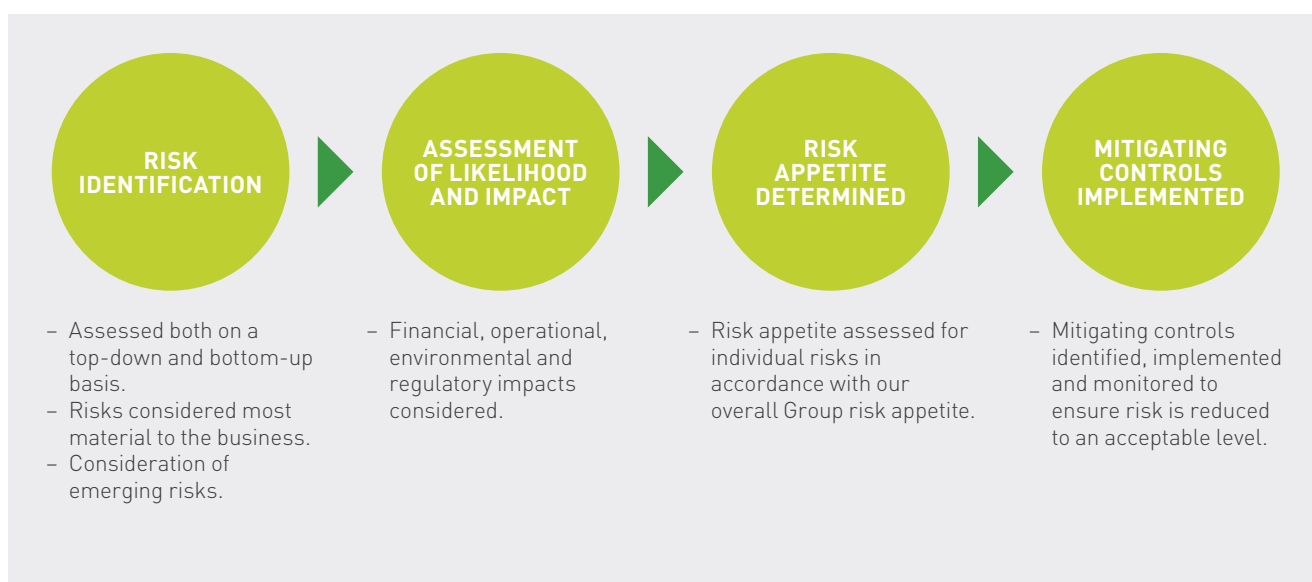 RISK
IDENTIFICATION
ASSESSMENT
OF LIKELIHOOD
AND IMPACT
RISK
APPETITE
DETERMINED
MITIGATING
CONTROLS
IMPLEMENTED
– Assessed both on a
top-down and bottom-up
basis.
– Risks considered most
material to the business.
– Consideration of
emerging risks.
– Financial, operational,
environmental and
regulatory impacts
considered.
– Risk appetite assessed for
individual risks in
accordance with our
overall Group risk appetite.
– Mitigating controls
identified, implemented
and monitored to
ensure risk is reduced
to an acceptable level.